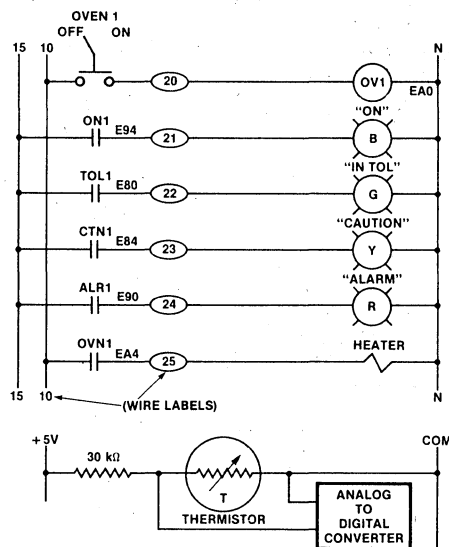 OVEN 1
OFF ON
15 10 N
20 OV1 EA0
"ON"
ON1 E94 21 B
"IN TOL"
TOL1 E80 22 G
"CAUTION"
CTN1 E84 23 Y
"ALARM"
ALR1 E90 24 R
OVN1 EA4 25 HEATER
15 10 (WIRE LABELS) N
+5V COM
30 kΩ
T
THERMISTOR
ANALOG
TO
DIGITAL
CONVERTER